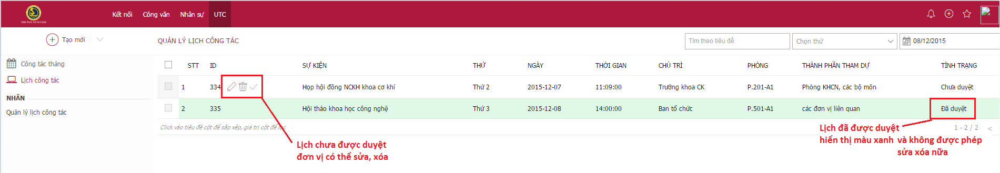 THE WAY TO SUCESS
Kết nối Công văn Nhân sự UTC
Tạo mới
QUẢN LÝ LỊCH CÔNG TÁC
Tìm theo tiêu đề
Chọn thứ
08/12/2015
Công tác tháng
Lịch công tác
NHÃN
Quản lý lịch công tác
STT ID SỰ KIỆN THỨ NGÀY THỜI GIAN CHỦ TRÌ PHÒNG THÀNH PHẦN THAM DỰ TÌNH TRẠNG
1 334 Họp hội đồng NCKH khoa cơ khí Thứ 2 2015-12-07 11:09:00 Trưởng khoa CK P.201-A1 Phòng KHCN, các bộ môn Chưa duyệt
2 335 Hội thảo khoa học công nghệ Thứ 3 2015-12-08 14:00:00 Ban tổ chức P.501-A1 các đơn vị liên quan Đã duyệt
Click vào tiêu đề cột để sắp xếp, giá trị cột để lọc
1 - 2 / 2 <
Lịch chưa được duyệt
đơn vị có thể sửa, xóa
Lịch đã được duyệt
hiển thị màu xanh và không được phép
sửa xóa nữa